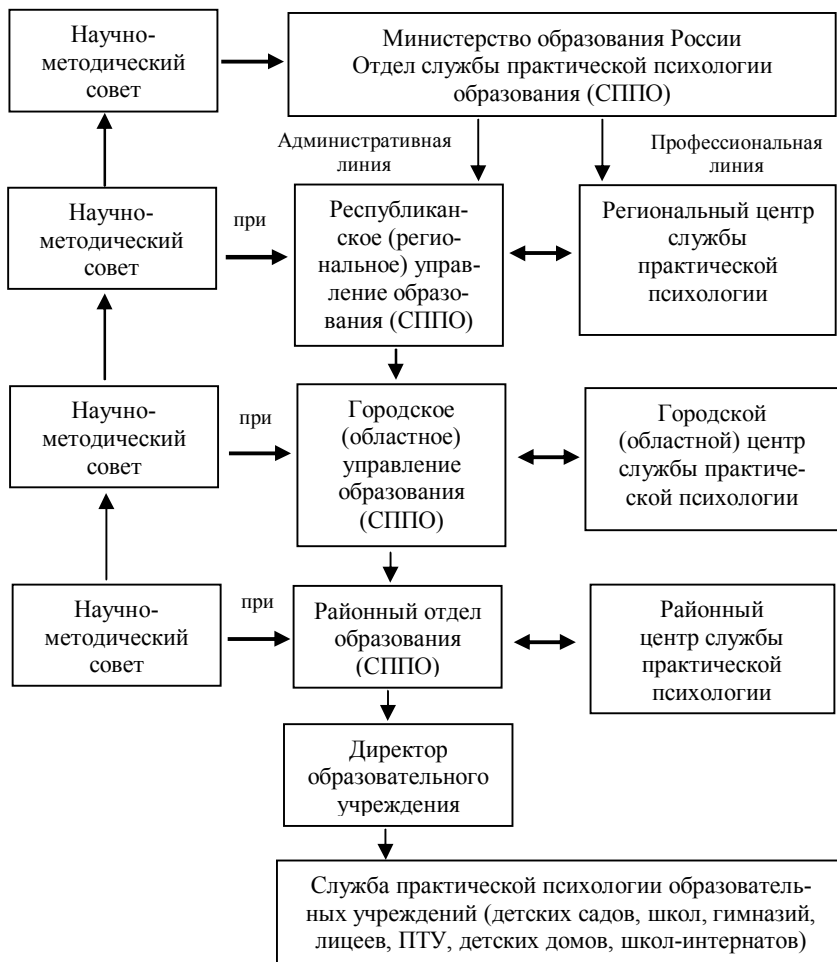 Научно-
методический
совет
Министерство образования России
Отдел службы практической психологии
образования (СППО)
Административная
линия
Профессиональная
линия
Научно-
методический
совет
при
Республикан-
ское (регио-
нальное) управ-
ление образо-
вания (СППО)
Региональный центр
службы
практической
психологии
Научно-
методический
совет
при
Городское
(областное)
управление
образования
(СППО)
Городской
(областной) центр
службы практиче-
ской психологии
Научно-
методический
совет
при
Районный отдел
образования
(СППО)
Районный
центр службы
практической
психологии
Директор
образовательного
учреждения
Служба практической психологии образователь-
ных учреждений (детских садов, школ, гимназий,
лицеев, ПТУ, детских домов, школ-интернатов)